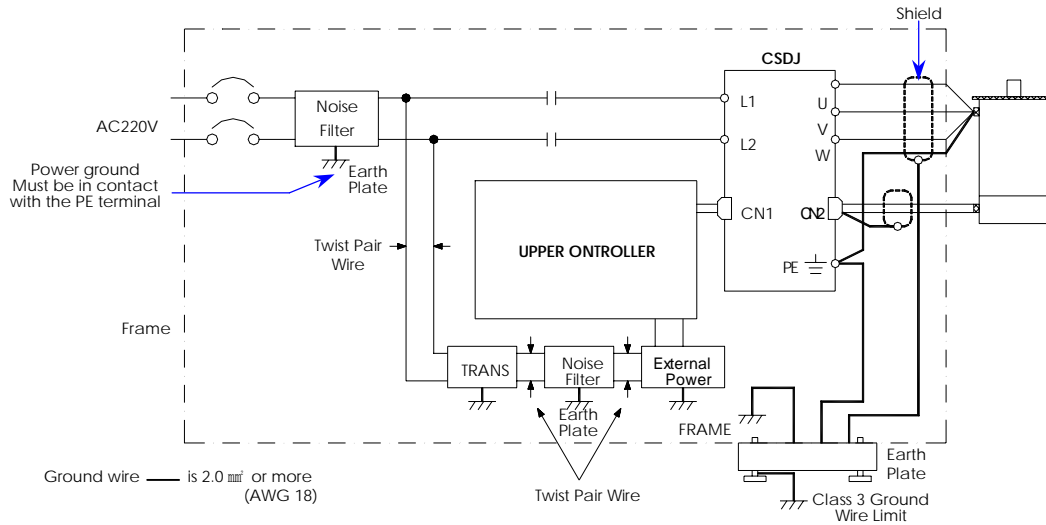 Shield
CSDJ
L1
U
Noise
Filter
AC220V
V
L2
W
Earth
Plate
Power ground
Must be in contact
with the PE terminal
CN1
CN2
Twist Pair
Wire
UPPER ONTROLLER
PE
Frame
TRANS
Noise
Filter
External
Power
Earth
Plate
FRAME
Earth
Plate
Ground wire is 2.0 ㎟ or more
(AWG 18)
Twist Pair Wire
Class 3 Ground
Wire Limit